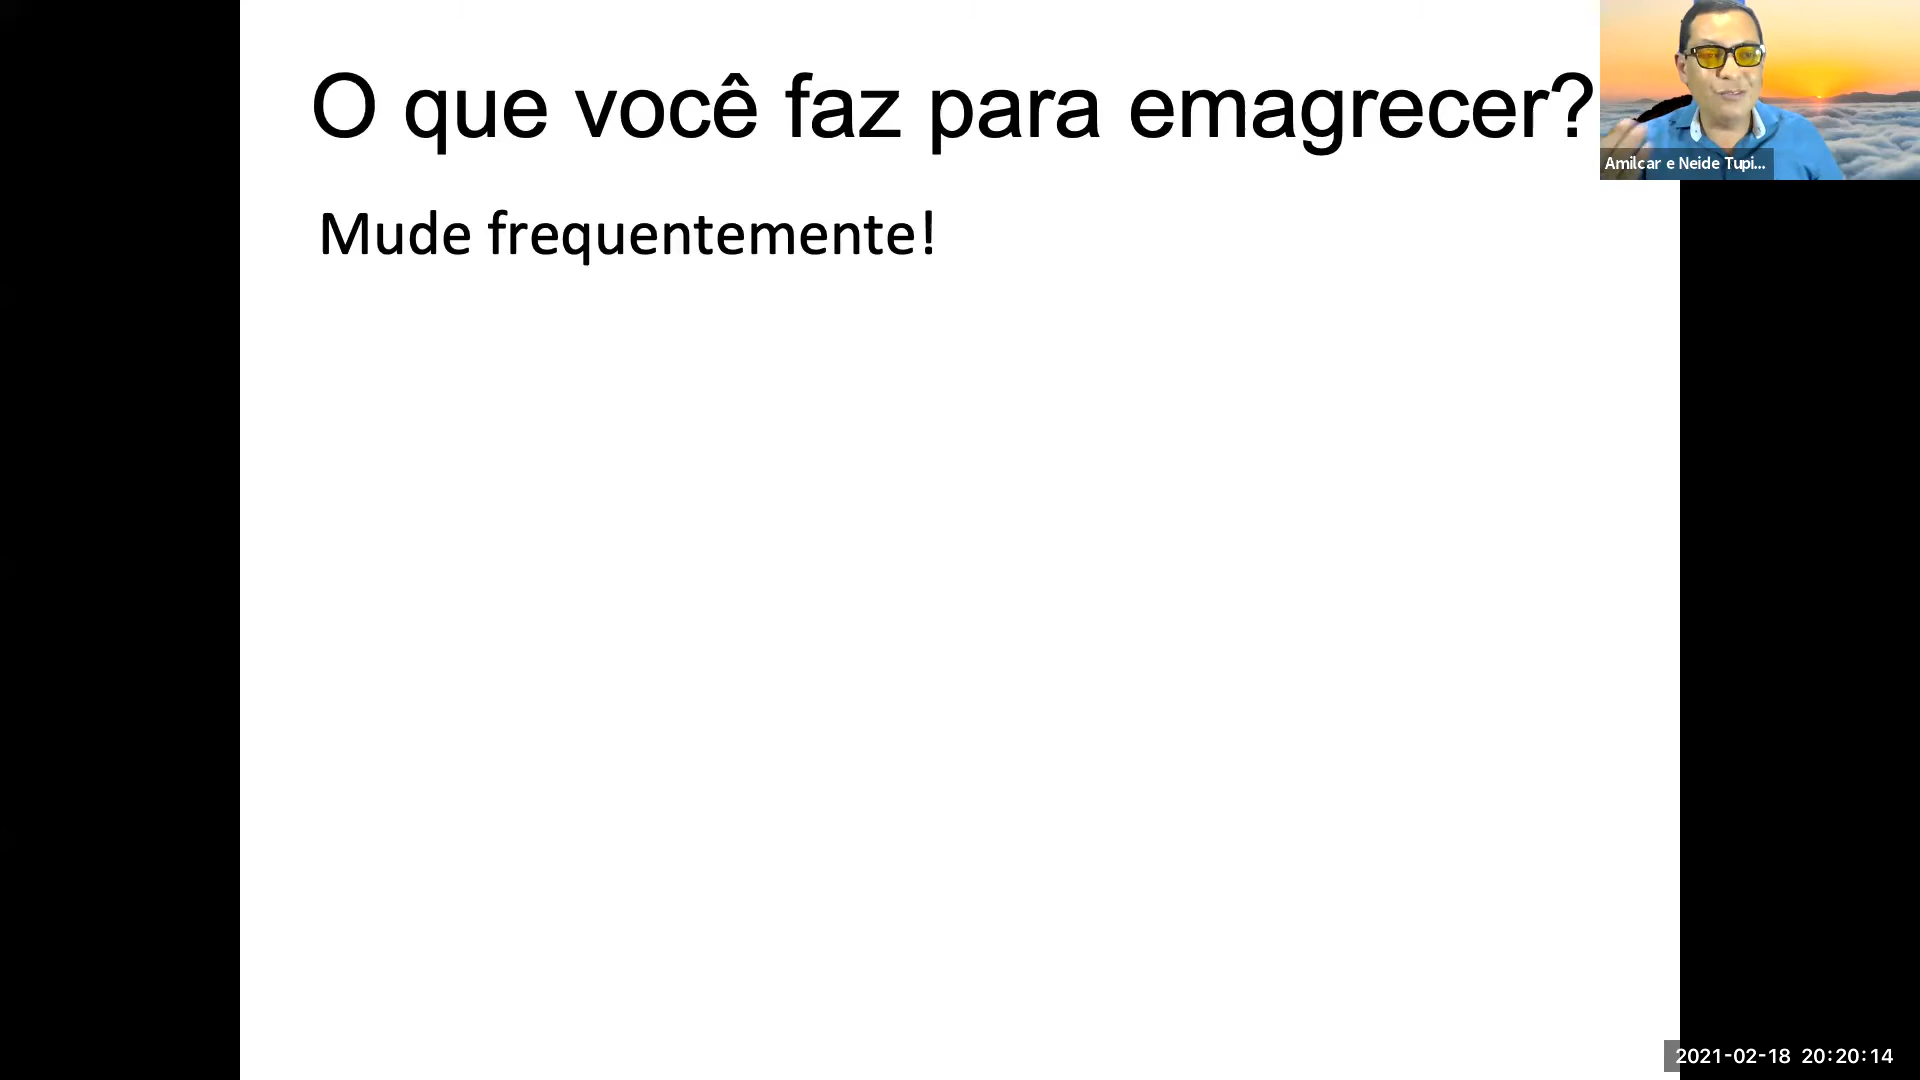 O que você faz para emagrecer?
Amilcar e Neide Tupi...
Mude frequentemente!
2021-02-18 20:20:14